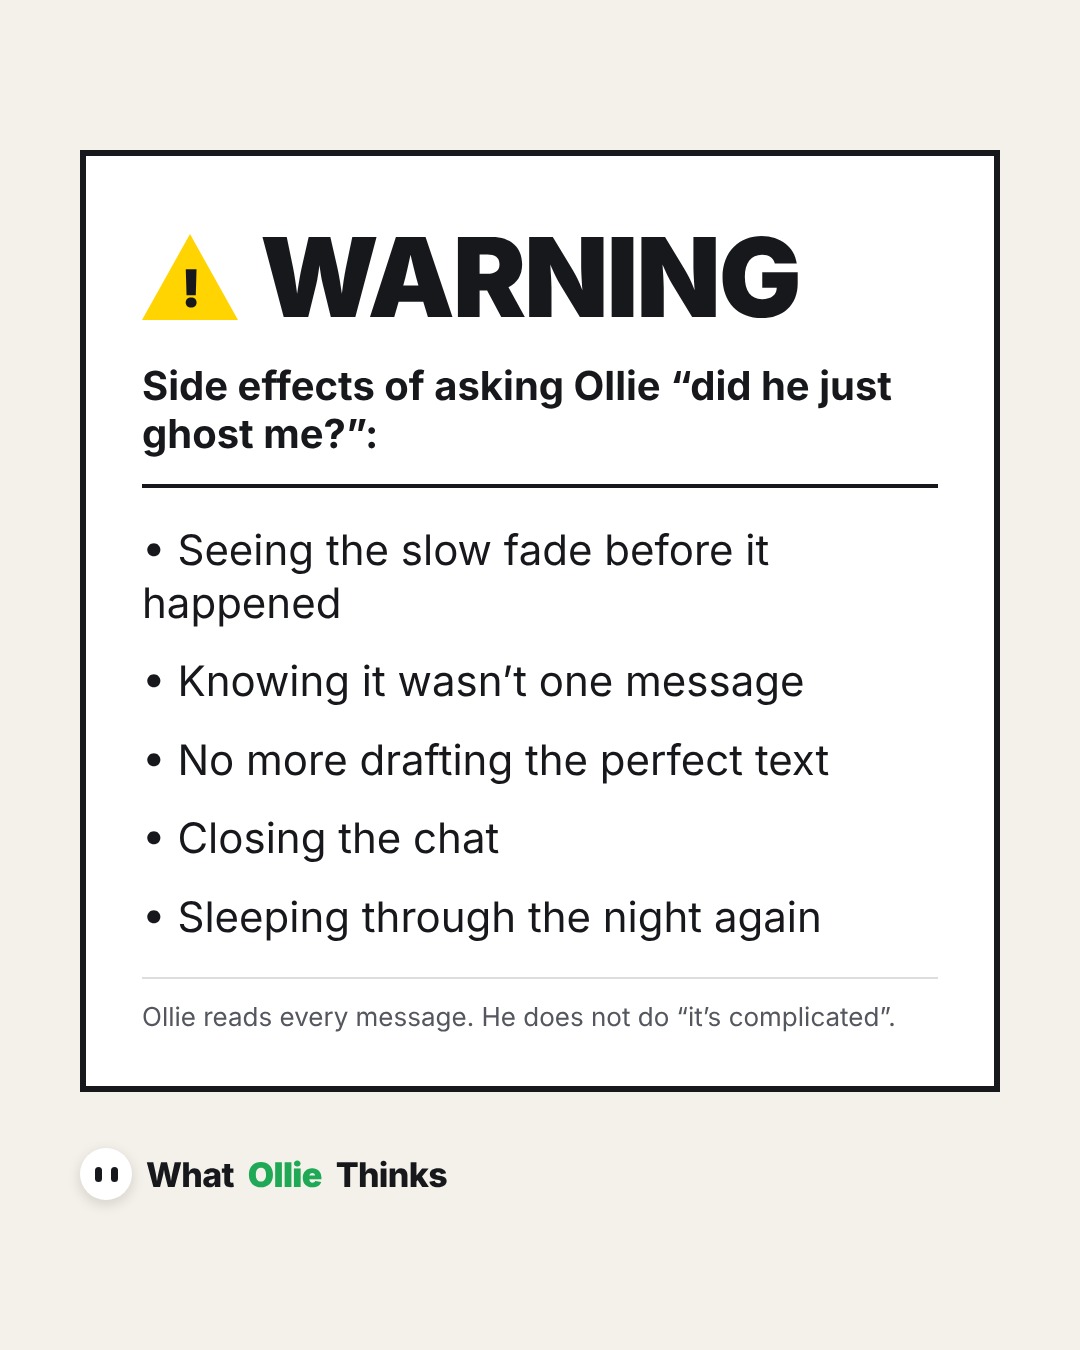 !
WARNING
Side effects of asking Ollie “did he just
ghost me?”:
• Seeing the slow fade before it
happened
• Knowing it wasn’t one message
• No more drafting the perfect text
• Closing the chat
• Sleeping through the night again
Ollie reads every message. He does not do “it’s complicated”.
What Ollie Thinks